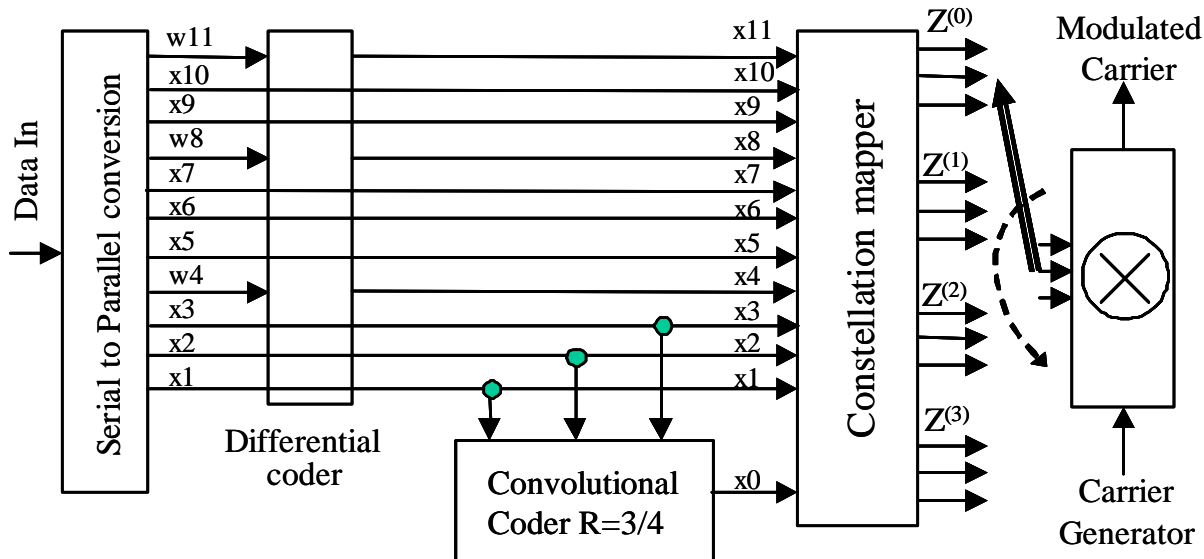 Data In
Serial to Parallel conversion
w11
x10
x9
w8
x7
x6
x5
w4
x3
x2
x1
Differential
coder
Convolutional
Coder R=3/4
x11
x10
x9
x8
x7
x6
x5
x4
x3
x2
x1
x0
Constellation mapper
Z(0)
Z(1)
Z(2)
Z(3)
Modulated
Carrier
Carrier
Generator